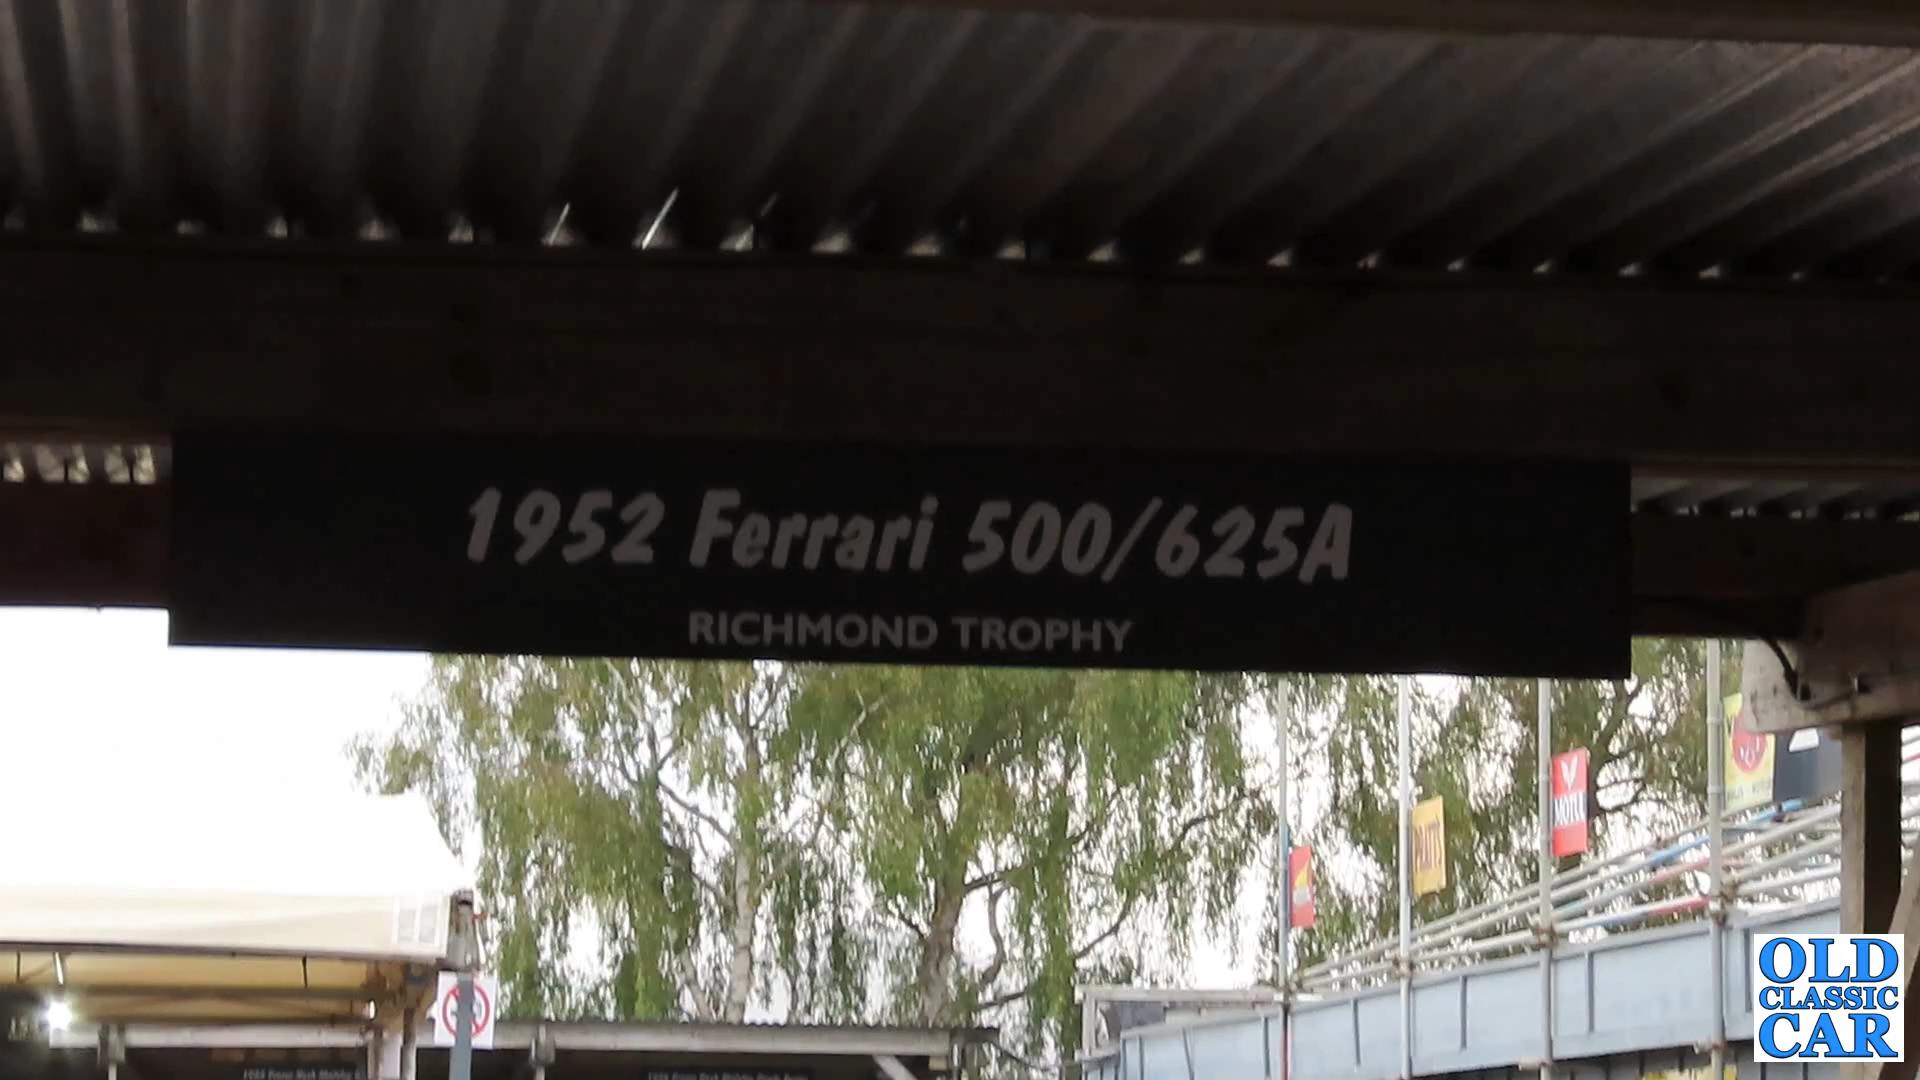 1952 Ferrari 500/625A
RICHMOND TROPHY
OLD
CLASSIC
CAR